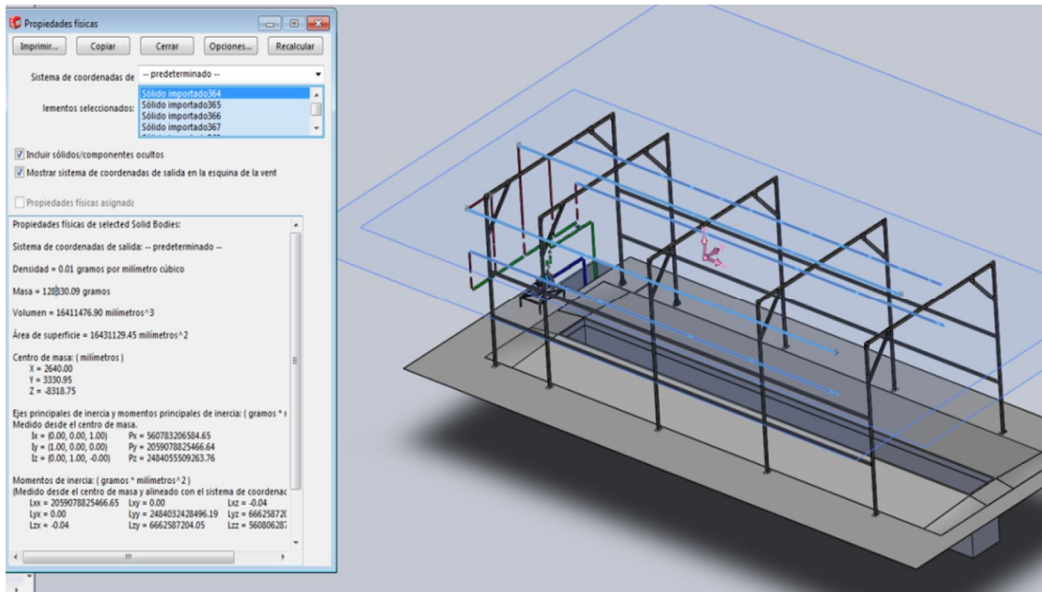 Propiedades físicas
Imprimir... Copiar Cerrar Opciones... Recalcular
Sistema de coordenadas de -- predeterminado --
lementos seleccionados: Sólido importado364
Sólido importado365
Sólido importado366
Sólido importado367
Incluir sólidos/componentes ocultos
Mostrar sistema de coordenadas de salida en la esquina de la vent
Propiedades físicas asignada
Propiedades físicas de selected Solid Bodies:
Sistema de coordenadas de salida: -- predeterminado --
Densidad = 0.01 gramos por milímetro cúbico
Masa = 128330.09 gramos
Volumen = 16411476.90 milímetros^3
Área de superficie = 16431129.45 milímetros^2
Centro de masa: ( milímetros )
X = 2640.00
Y = 3330.95
Z = -8318.75
Ejes principales de inercia y momentos principales de inercia: ( gramos *
Medido desde el centro de masa.
Ix = (0.00, 0.00, 1.00) Px = 560783206584.65
Iy = (1.00, 0.00, 0.00) Py = 2059078825466.64
Iz = (0.00, 1.00, -0.00) Pz = 2484055509263.76
Momentos de inercia: ( gramos * milímetros^2 )
(Medido desde el centro de masa y alineado con el sistema de coordenac
Lxx = 2059078825466.65 Lxy = 0.00 Lxz = -0.04
Lyx = 0.00 Lyy = 2484032428496.19 Lyz = 666258720
Lzx = -0.04 Lzy = 6662587204.05 Lzz = 560806287